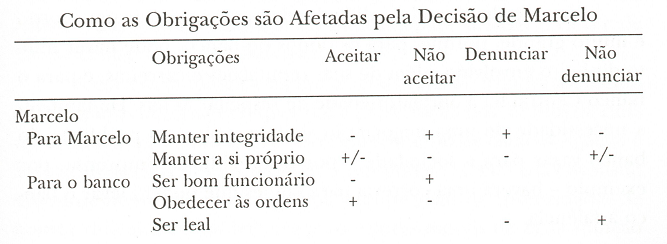 Como as Obrigações são Afetadas pela Decisão de Marcelo
Obrigações Aceitar Não aceitar Denunciar Não denunciar
Marcelo
Para Marcelo Manter integridade - + + -
Manter a si próprio +/- - - +/-
Para o banco Ser bom funcionário - +
Obedecer às ordens + -
Ser leal - +